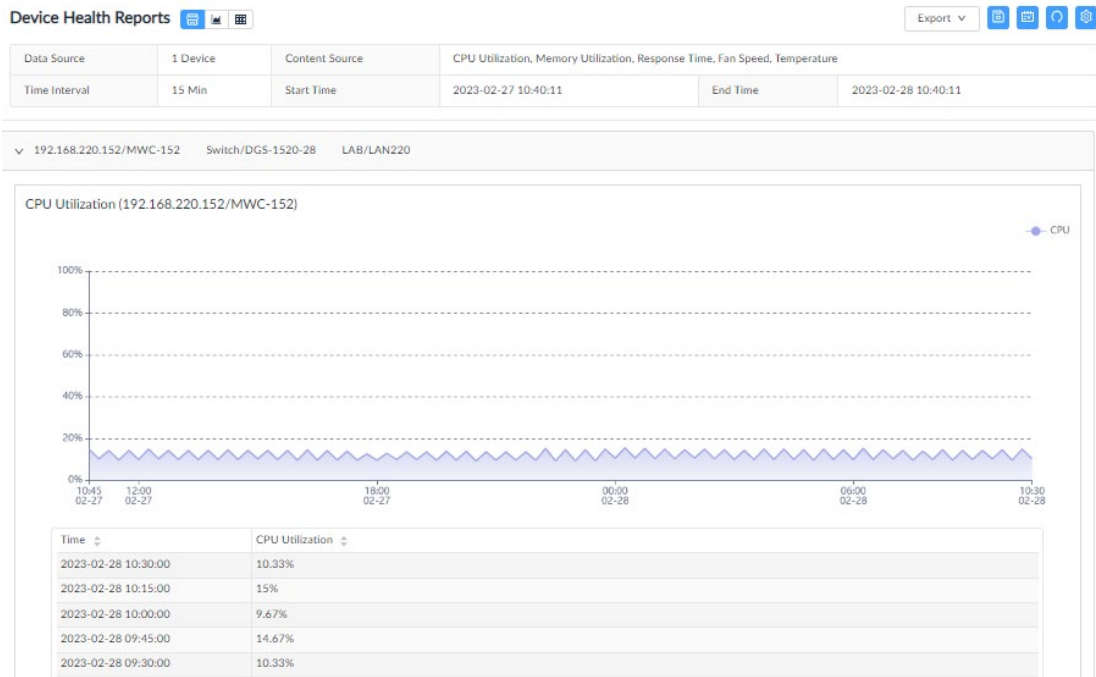 Device Health Reports Export
Data Source 1 Device Content Source CPU Utilization, Memory Utilization, Response Time, Fan Speed, Temperature
Time Interval 15 Min Start Time 2023-02-27 10:40:11 End Time 2023-02-28 10:40:11
192.168.220.152/MWC-152 Switch/DGS-1520-28 LAB/LAN220
CPU Utilization (192.168.220.152/MWC-152)
CPU
100%
80%
60%
40%
20%
0%
10:45 12:00 18:00 00:00 06:00 10:30
02-27 02-27 02-27 02-28 02-28 02-28
Time CPU Utilization
2023-02-28 10:30:00 10.33%
2023-02-28 10:15:00 15%
2023-02-28 10:00:00 9.67%
2023-02-28 09:45:00 14.67%
2023-02-28 09:30:00 10.33%